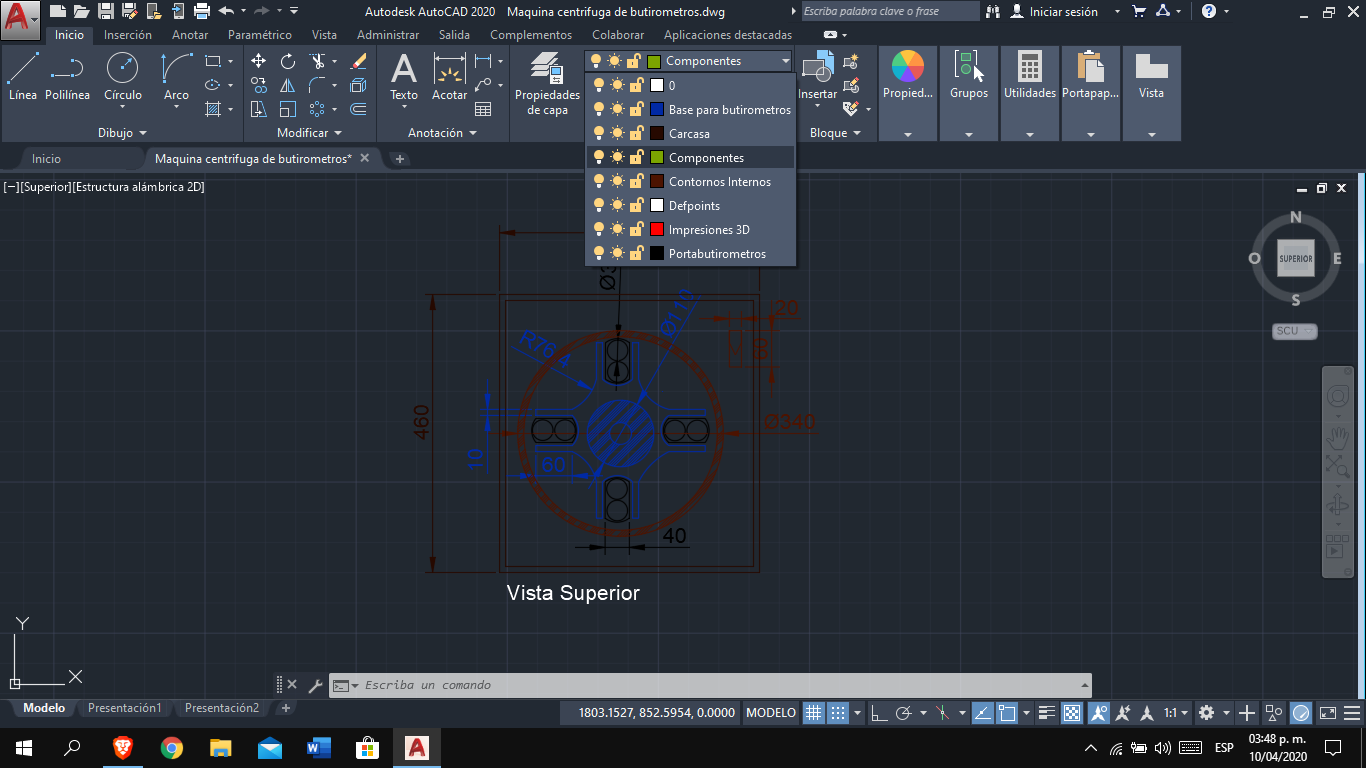 Autodesk AutoCAD 2020 Maquina centrifuga de butirometros.dwg
Escriba palabra clave o frase
Iniciar sesión
Inicio Inserción Anotar Paramétrico Vista Administrar Salida Complementos Colaborar Aplicaciones destacadas
Línea Polilínea Círculo Arco
Texto Acotar
Propiedades
de capa
Componentes
Insertar
Propied... Grupos Utilidades Portapap... Vista
Dibujo Modificar Anotación Bloque
0
Base para butirometros
Carcasa
Componentes
Contornos Internos
Defpoints
Impresiones 3D
Portabutirometros
Inicio Maquina centrifuga de butirometros*
[−][Superior][Estructura alámbrica 2D]
N
O SUPERIOR E
S
SCU
Ø110
20
60
R76.4
460
Ø340
10
60
40
Vista Superior
Y
X
Escriba un comando
Modelo Presentación1 Presentación2
1803.1527, 852.5954, 0.0000 MODELO 1:1
ESP
03:48 p. m.
10/04/2020